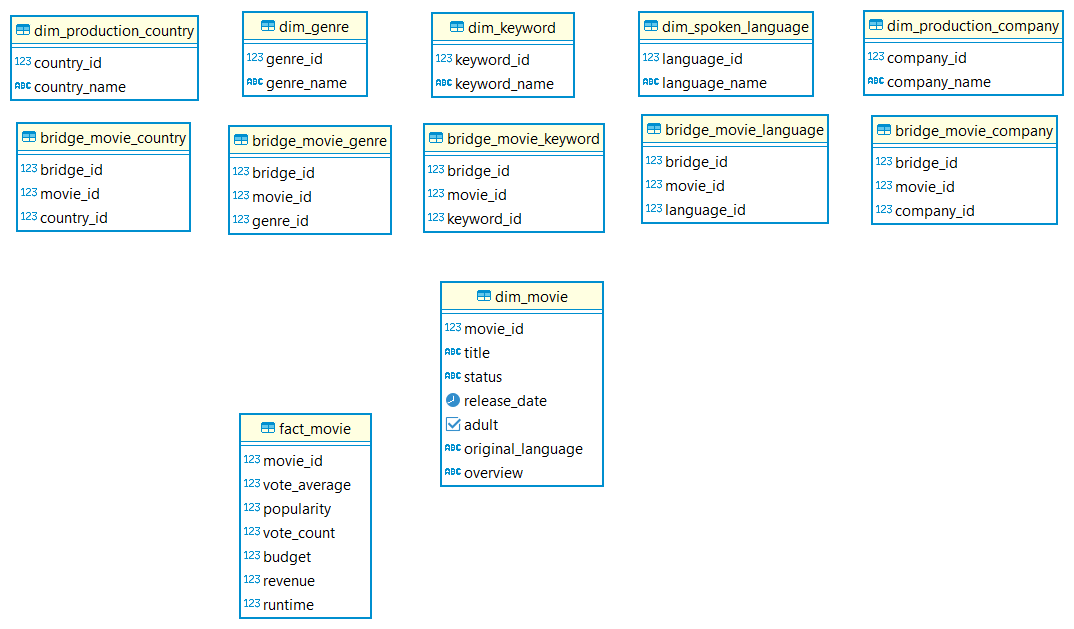 dim_production_country
123 country_id
ABC country_name
dim_genre
123 genre_id
ABC genre_name
dim_keyword
123 keyword_id
ABC keyword_name
dim_spoken_language
123 language_id
ABC language_name
dim_production_company
123 company_id
ABC company_name
bridge_movie_country
123 bridge_id
123 movie_id
123 country_id
bridge_movie_genre
123 bridge_id
123 movie_id
123 genre_id
bridge_movie_keyword
123 bridge_id
123 movie_id
123 keyword_id
bridge_movie_language
123 bridge_id
123 movie_id
123 language_id
bridge_movie_company
123 bridge_id
123 movie_id
123 company_id
dim_movie
123 movie_id
ABC title
ABC status
release_date
adult
ABC original_language
ABC overview
fact_movie
123 movie_id
123 vote_average
123 popularity
123 vote_count
123 budget
123 revenue
123 runtime